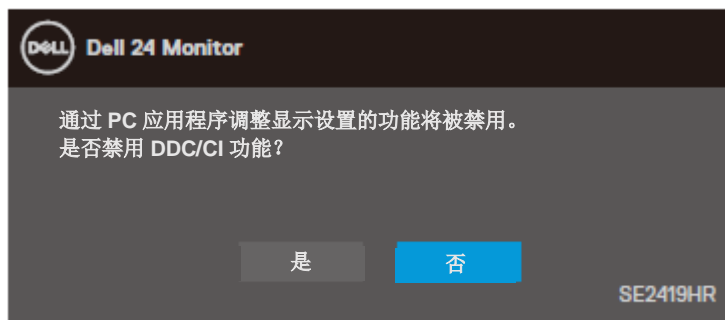 DELL Dell 24 Monitor
通过 PC 应用程序调整显示设置的功能将被禁用。
是否禁用 DDC/CI 功能？
是 否
SE2419HR